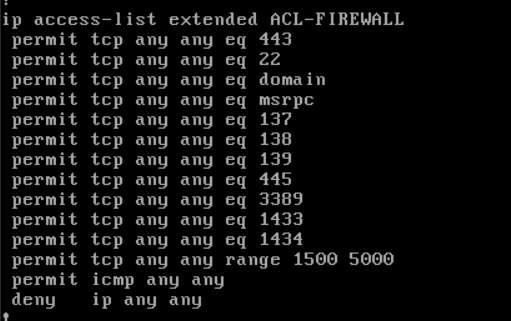 !
ip access-list extended ACL-FIREWALL
 permit tcp any any eq 443
 permit tcp any any eq 22
 permit tcp any any eq domain
 permit tcp any any eq msrpc
 permit tcp any any eq 137
 permit tcp any any eq 138
 permit tcp any any eq 139
 permit tcp any any eq 445
 permit tcp any any eq 3389
 permit tcp any any eq 1433
 permit tcp any any eq 1434
 permit tcp any any range 1500 5000
 permit icmp any any
 deny   ip any any
!